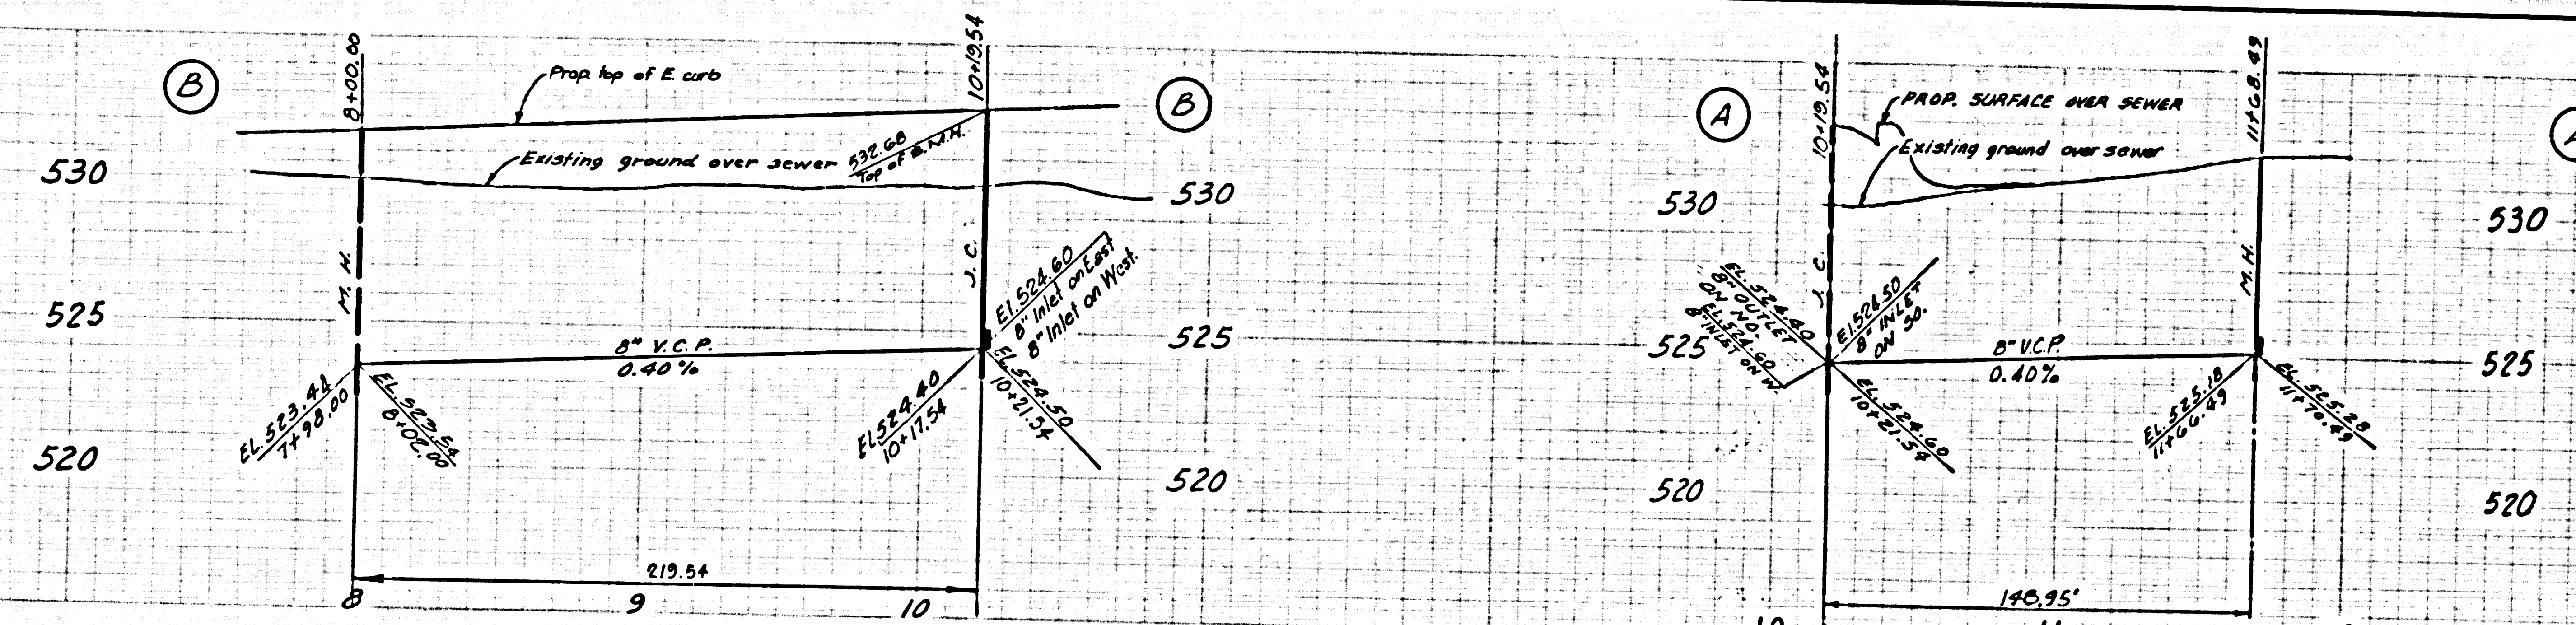 B
8+00.00
Prop. top of E. curb
10+19.54
B
Existing ground over sewer
532.68
Top of B.M.H.
530
530
M. H.
J. C.
El.524.60
8" Inlet on East
8" Inlet on West.
525
525
8" V.C.P.
0.40%
EL.523.44
7+98.00
EL.523.54
8+02.00
EL524.40
10+17.54
EL.524.50
10+21.54
520
520
219.54
8
9
10
A
10+19.54
PROP. SURFACE OVER SEWER
11+68.49
Existing ground over sewer
530
530
J. C.
M.H.
EL.524.40
8" OUTLET
ON NO.
EL.524.60
8" INLET ON W.
El.524.50
8" INLET
ON SO.
525
525
8" V.C.P.
0.40%
EL.524.60
10+21.54
EL.525.18
11+66.49
EL.525.28
11+70.49
520
520
148.95'